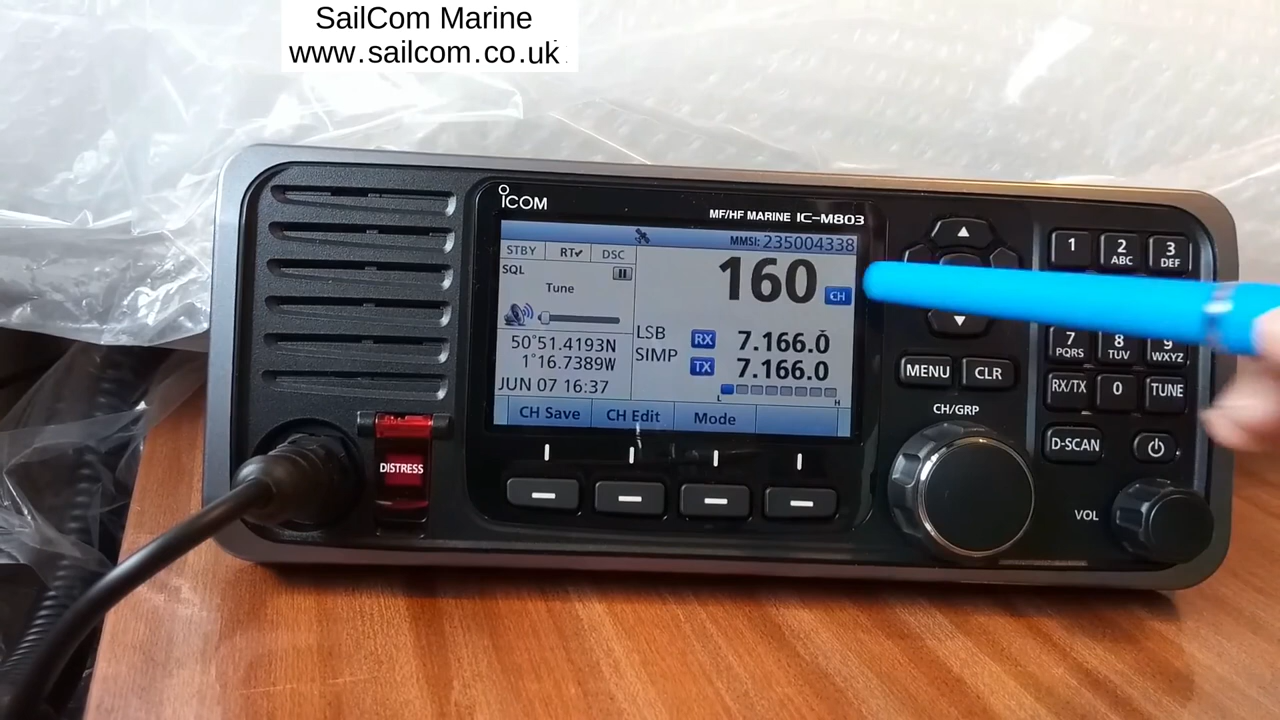 SailCom Marine
www.sailcom.co.uk
ICOM
MF/HF MARINE IC-M803
MMSI: 235004338
STBY RT DSC
SQL
Tune
160 CH
LSB RX 7.166.0
SIMP TX 7.166.0
L H
50°51.4193N
1°16.7389W
JUN 07 16:37
CH Save CH Edit Mode
DISTRESS
MENU CLR
CH/GRP
1 2 ABC 3 DEF
7 PQRS 8 TUV 9 WXYZ
RX/TX 0 TUNE
D-SCAN
VOL